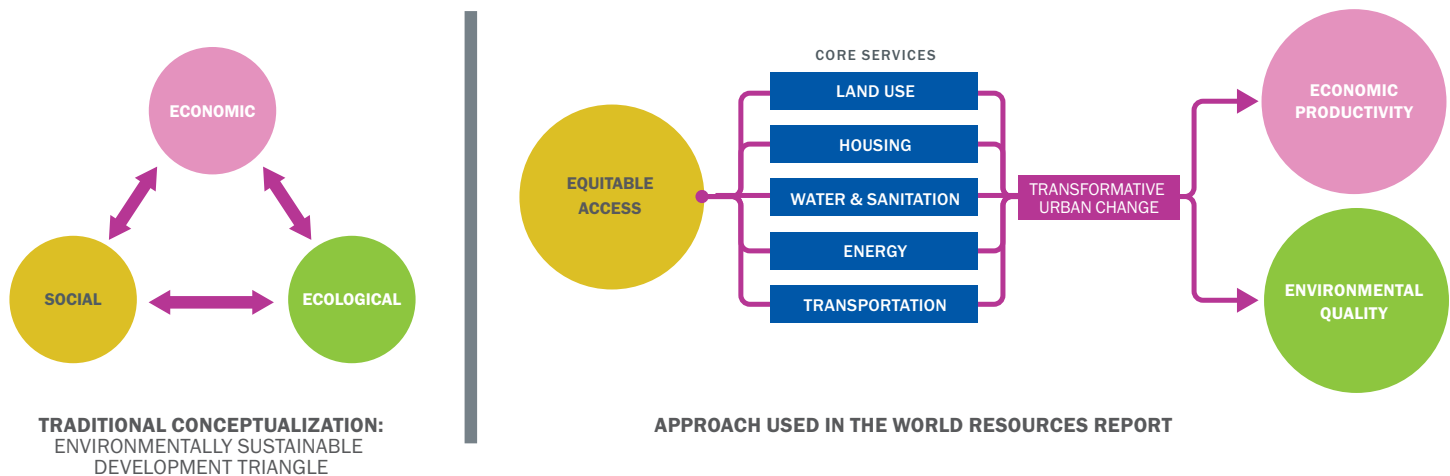 ECONOMIC
SOCIAL
ECOLOGICAL
TRADITIONAL CONCEPTUALIZATION:
ENVIRONMENTALLY SUSTAINABLE
DEVELOPMENT TRIANGLE
EQUITABLE
ACCESS
CORE SERVICES
LAND USE
HOUSING
WATER & SANITATION
ENERGY
TRANSPORTATION
TRANSFORMATIVE
URBAN CHANGE
ECONOMIC
PRODUCTIVITY
ENVIRONMENTAL
QUALITY
APPROACH USED IN THE WORLD RESOURCES REPORT